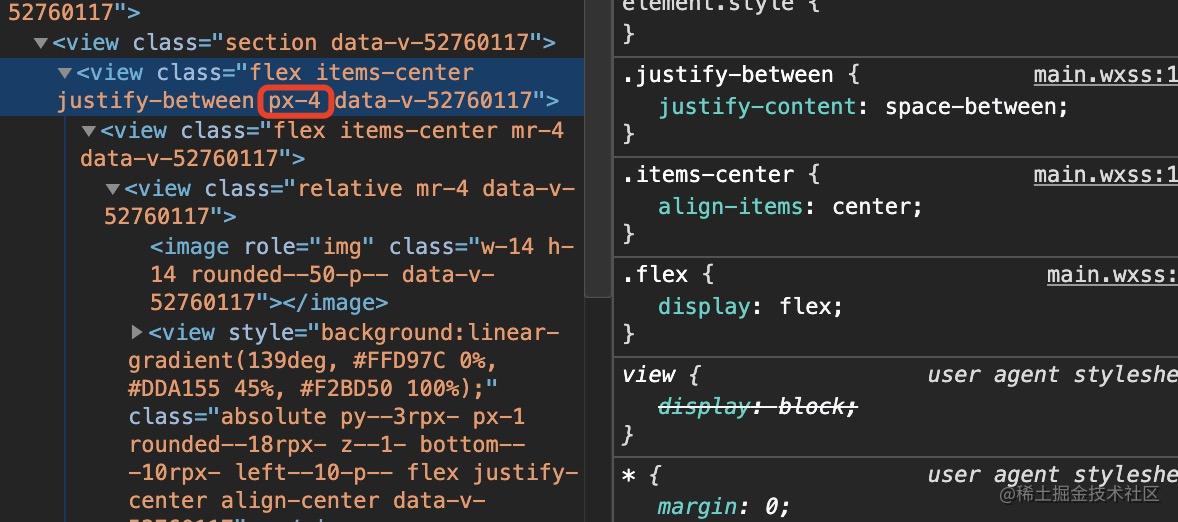 52760117">
▼<view class="section data-v-52760117">
▼<view class="flex items-center
justify-between px-4 data-v-52760117">
▼<view class="flex items-center mr-4
data-v-52760117">
▼<view class="relative mr-4 data-v-
52760117">
<image role="img" class="w-14 h-
14 rounded--50-p-- data-v-
52760117"></image>
▶<view style="background:linear-
gradient(139deg, #FFD97C 0%,
#DDA155 45%, #F2BD50 100%);"
class="absolute py--3rpx- px-1
rounded--18rpx- z--1- bottom--
-10rpx- left--10-p-- flex justify-
center align-center data-v-
element.style {
}
.justify-between { main.wxss:1
justify-content: space-between;
}
.items-center { main.wxss:1
align-items: center;
}
.flex { main.wxss:
display: flex;
}
view { user agent styleshe
display: block;
}
* { user agent styleshe
margin: 0;
@稀土掘金技术社区